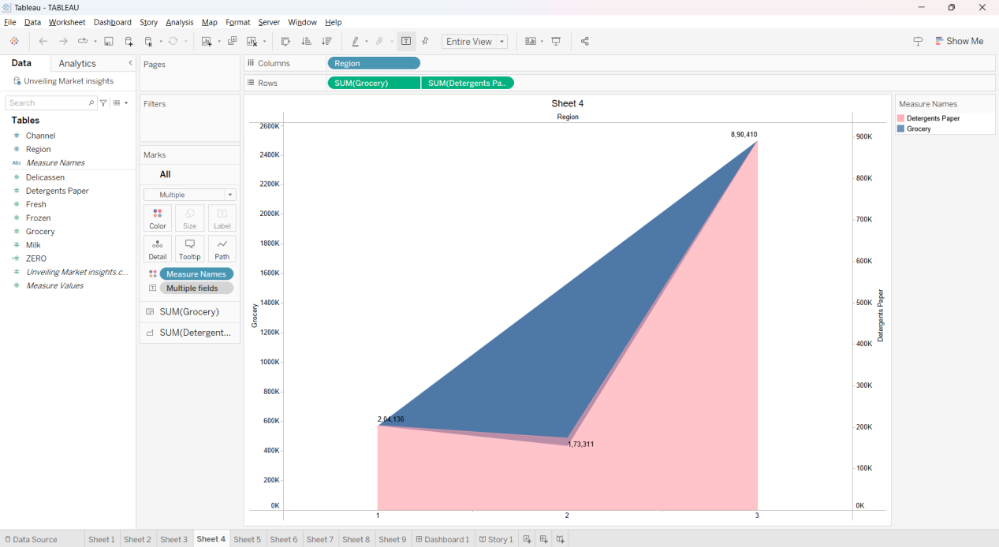 Tableau - TABLEAU
File Data Worksheet Dashboard Story Analysis Map Format Server Window Help
Entire View
Show Me
Data Analytics
Unveiling Market insights
Search
Tables
Channel
Region
Abc Measure Names
Delicassen
Detergents Paper
Fresh
Frozen
Grocery
Milk
ZERO
Unveiling Market insights.c...
Measure Values
Pages
Filters
Marks
All
Multiple
Color Size Label
Detail Tooltip Path
Measure Names
Multiple fields
SUM(Grocery)
SUM(Detergent...
Columns Region
Rows SUM(Grocery) SUM(Detergents Pa..
Sheet 4
Region
2600K
2400K
2200K
2000K
1800K
1600K
1400K
1200K
1000K
800K
600K
400K
200K
0K
Grocery
8,90,410
2,04,136
1,73,311
1 2 3
900K
800K
700K
600K
500K
400K
300K
200K
100K
0K
Detergents Paper
Measure Names
Detergents Paper
Grocery
Data Source Sheet 1 Sheet 2 Sheet 3 Sheet 4 Sheet 5 Sheet 6 Sheet 7 Sheet 8 Sheet 9 Dashboard 1 Story 1